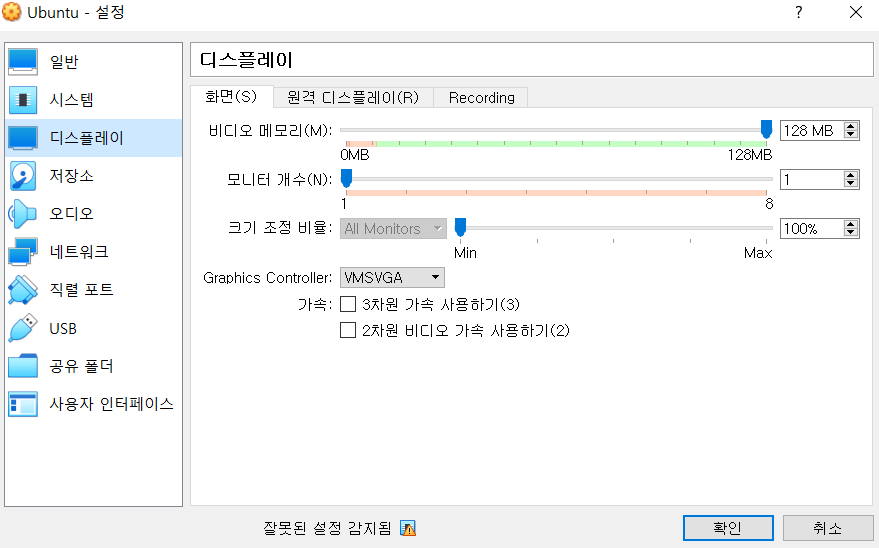 Ubuntu - 설정
일반
시스템
디스플레이
저장소
오디오
네트워크
직렬 포트
USB
공유 폴더
사용자 인터페이스
디스플레이
화면(S) 원격 디스플레이(R) Recording
비디오 메모리(M): 128 MB
0MB 128MB
모니터 개수(N): 1
1 8
크기 조정 비율: All Monitors 100%
Min Max
Graphics Controller: VMSVGA
가속: 3차원 가속 사용하기(3)
2차원 비디오 가속 사용하기(2)
잘못된 설정 감지됨 확인 취소